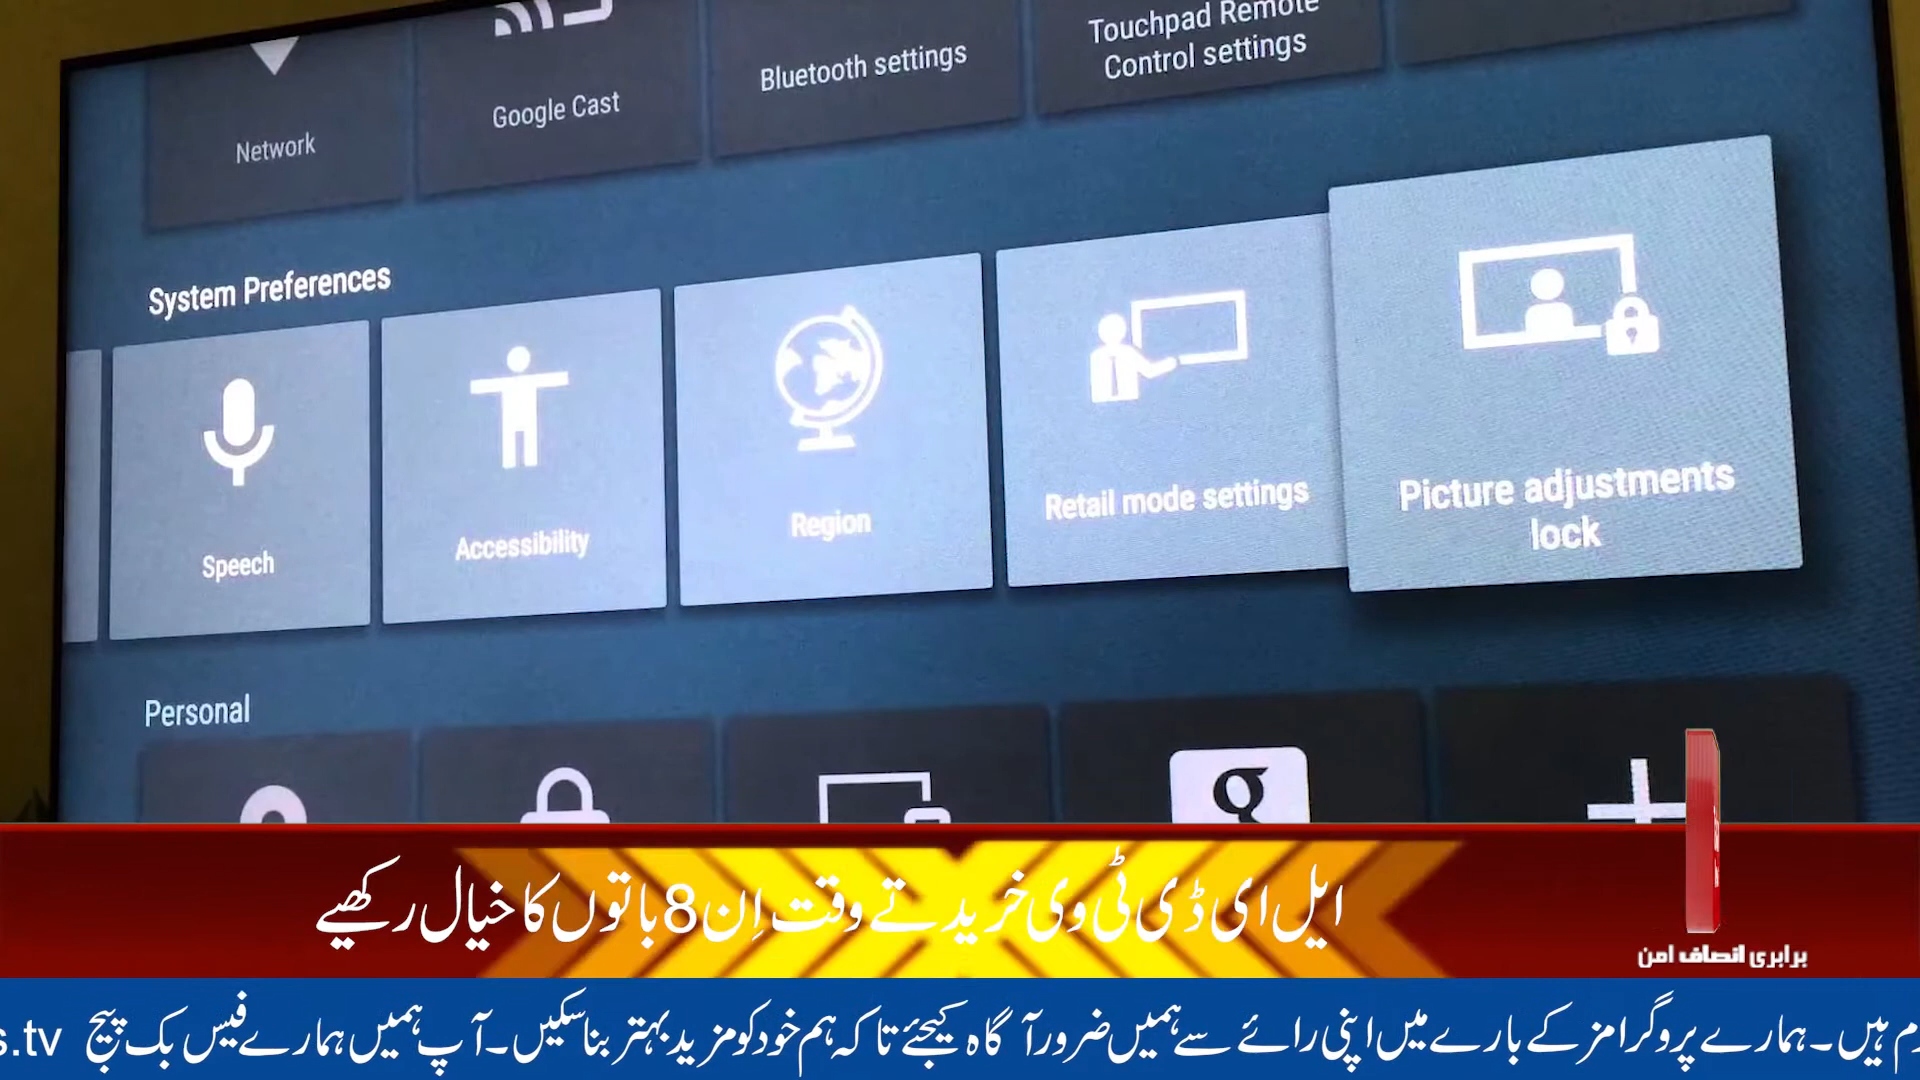 Touchpad Remote
Control settings
Bluetooth settings
Google Cast
Network
System Preferences
Speech
Accessibility
Region
Retail mode settings
Picture adjustments
lock
Personal
ایل ای ڈی ٹی وی خریدتے وقت اِن 8 باتوں کا خیال رکھیے
برابری انصاف امن
ہیں۔ ہمارے پروگرامز کے بارے میں اپنی رائے سے ہمیں ضرور آگاہ کیجئے تا کہ ہم خود کو مزید بہتر بنا سکیں۔ آپ ہمیں ہمارے فیس بک پیج s.tv